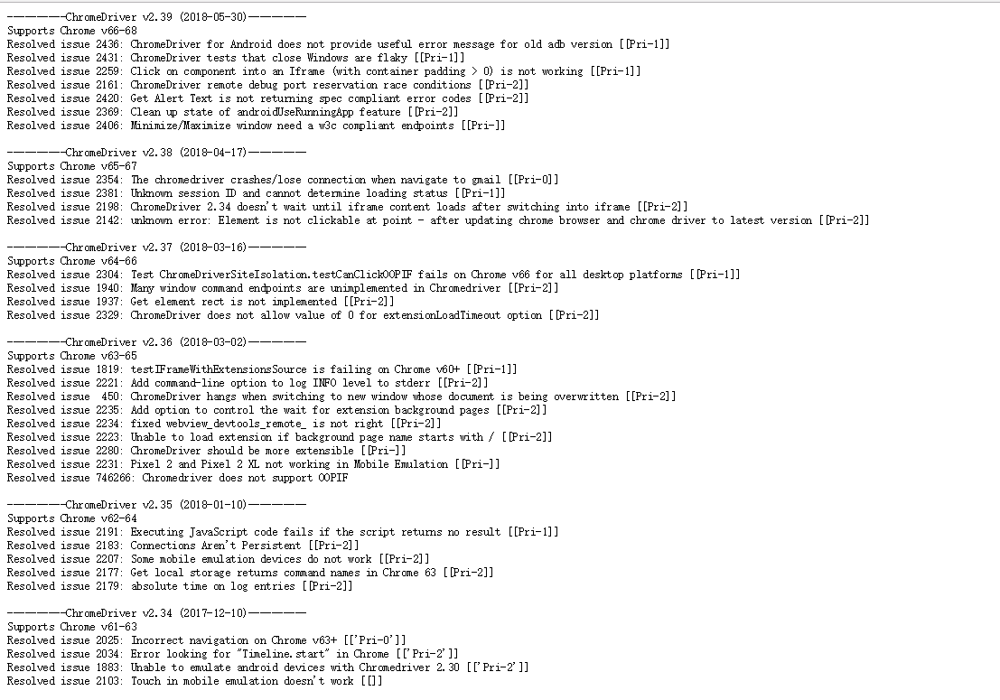 ----------ChromeDriver v2.39 (2018-05-30)----------
Supports Chrome v66-68
Resolved issue 2436: ChromeDriver for Android does not provide useful error message for old adb version [[Pri-1]]
Resolved issue 2431: ChromeDriver tests that close Windows are flaky [[Pri-1]]
Resolved issue 2259: Click on component into an Iframe (with container padding > 0) is not working [[Pri-1]]
Resolved issue 2161: ChromeDriver remote debug port reservation race conditions [[Pri-2]]
Resolved issue 2420: Get Alert Text is not returning spec compliant error codes [[Pri-2]]
Resolved issue 2369: Clean up state of androidUseRunningApp feature [[Pri-2]]
Resolved issue 2406: Minimize/Maximize window need a w3c compliant endpoints [[Pri-]]
----------ChromeDriver v2.38 (2018-04-17)----------
Supports Chrome v65-67
Resolved issue 2354: The chromedriver crashes/lose connection when navigate to gmail [[Pri-0]]
Resolved issue 2381: Unknown session ID and cannot determine loading status [[Pri-1]]
Resolved issue 2198: ChromeDriver 2.34 doesn't wait until iframe content loads after switching into iframe [[Pri-2]]
Resolved issue 2142: unknown error: Element is not clickable at point - after updating chrome browser and chrome driver to latest version [[Pri-2]]
----------ChromeDriver v2.37 (2018-03-16)----------
Supports Chrome v64-66
Resolved issue 2304: Test ChromeDriverSiteIsolation.testCanClickOOPIF fails on Chrome v66 for all desktop platforms [[Pri-1]]
Resolved issue 1940: Many window command endpoints are unimplemented in Chromedriver [[Pri-2]]
Resolved issue 1937: Get element rect is not implemented [[Pri-2]]
Resolved issue 2329: ChromeDriver does not allow value of 0 for extensionLoadTimeout option [[Pri-2]]
----------ChromeDriver v2.36 (2018-03-02)----------
Supports Chrome v63-65
Resolved issue 1819: testIFrameWithExtensionsSource is failing on Chrome v60+ [[Pri-1]]
Resolved issue 2221: Add command-line option to log INFO level to stderr [[Pri-2]]
Resolved issue  450: ChromeDriver hangs when switching to new window whose document is being overwritten [[Pri-2]]
Resolved issue 2235: Add option to control the wait for extension background pages [[Pri-2]]
Resolved issue 2234: fixed webview_devtools_remote_ is not right [[Pri-2]]
Resolved issue 2223: Unable to load extension if background page name starts with / [[Pri-2]]
Resolved issue 2280: ChromeDriver should be more extensible [[Pri-]]
Resolved issue 2231: Pixel 2 and Pixel 2 XL not working in Mobile Emulation [[Pri-]]
Resolved issue 746266: Chromedriver does not support OOPIF
----------ChromeDriver v2.35 (2018-01-10)----------
Supports Chrome v62-64
Resolved issue 2191: Executing JavaScript code fails if the script returns no result [[Pri-1]]
Resolved issue 2183: Connections Aren't Persistent [[Pri-2]]
Resolved issue 2207: Some mobile emulation devices do not work [[Pri-2]]
Resolved issue 2177: Get local storage returns command names in Chrome 63 [[Pri-2]]
Resolved issue 2179: absolute time on log entries [[Pri-2]]
----------ChromeDriver v2.34 (2017-12-10)----------
Supports Chrome v61-63
Resolved issue 2025: Incorrect navigation on Chrome v63+ [['Pri-0']]
Resolved issue 2034: Error looking for "Timeline.start" in Chrome [['Pri-2']]
Resolved issue 1883: Unable to emulate android devices with Chromedriver 2.30 [['Pri-2']]
Resolved issue 2103: Touch in mobile emulation doesn't work [[]]